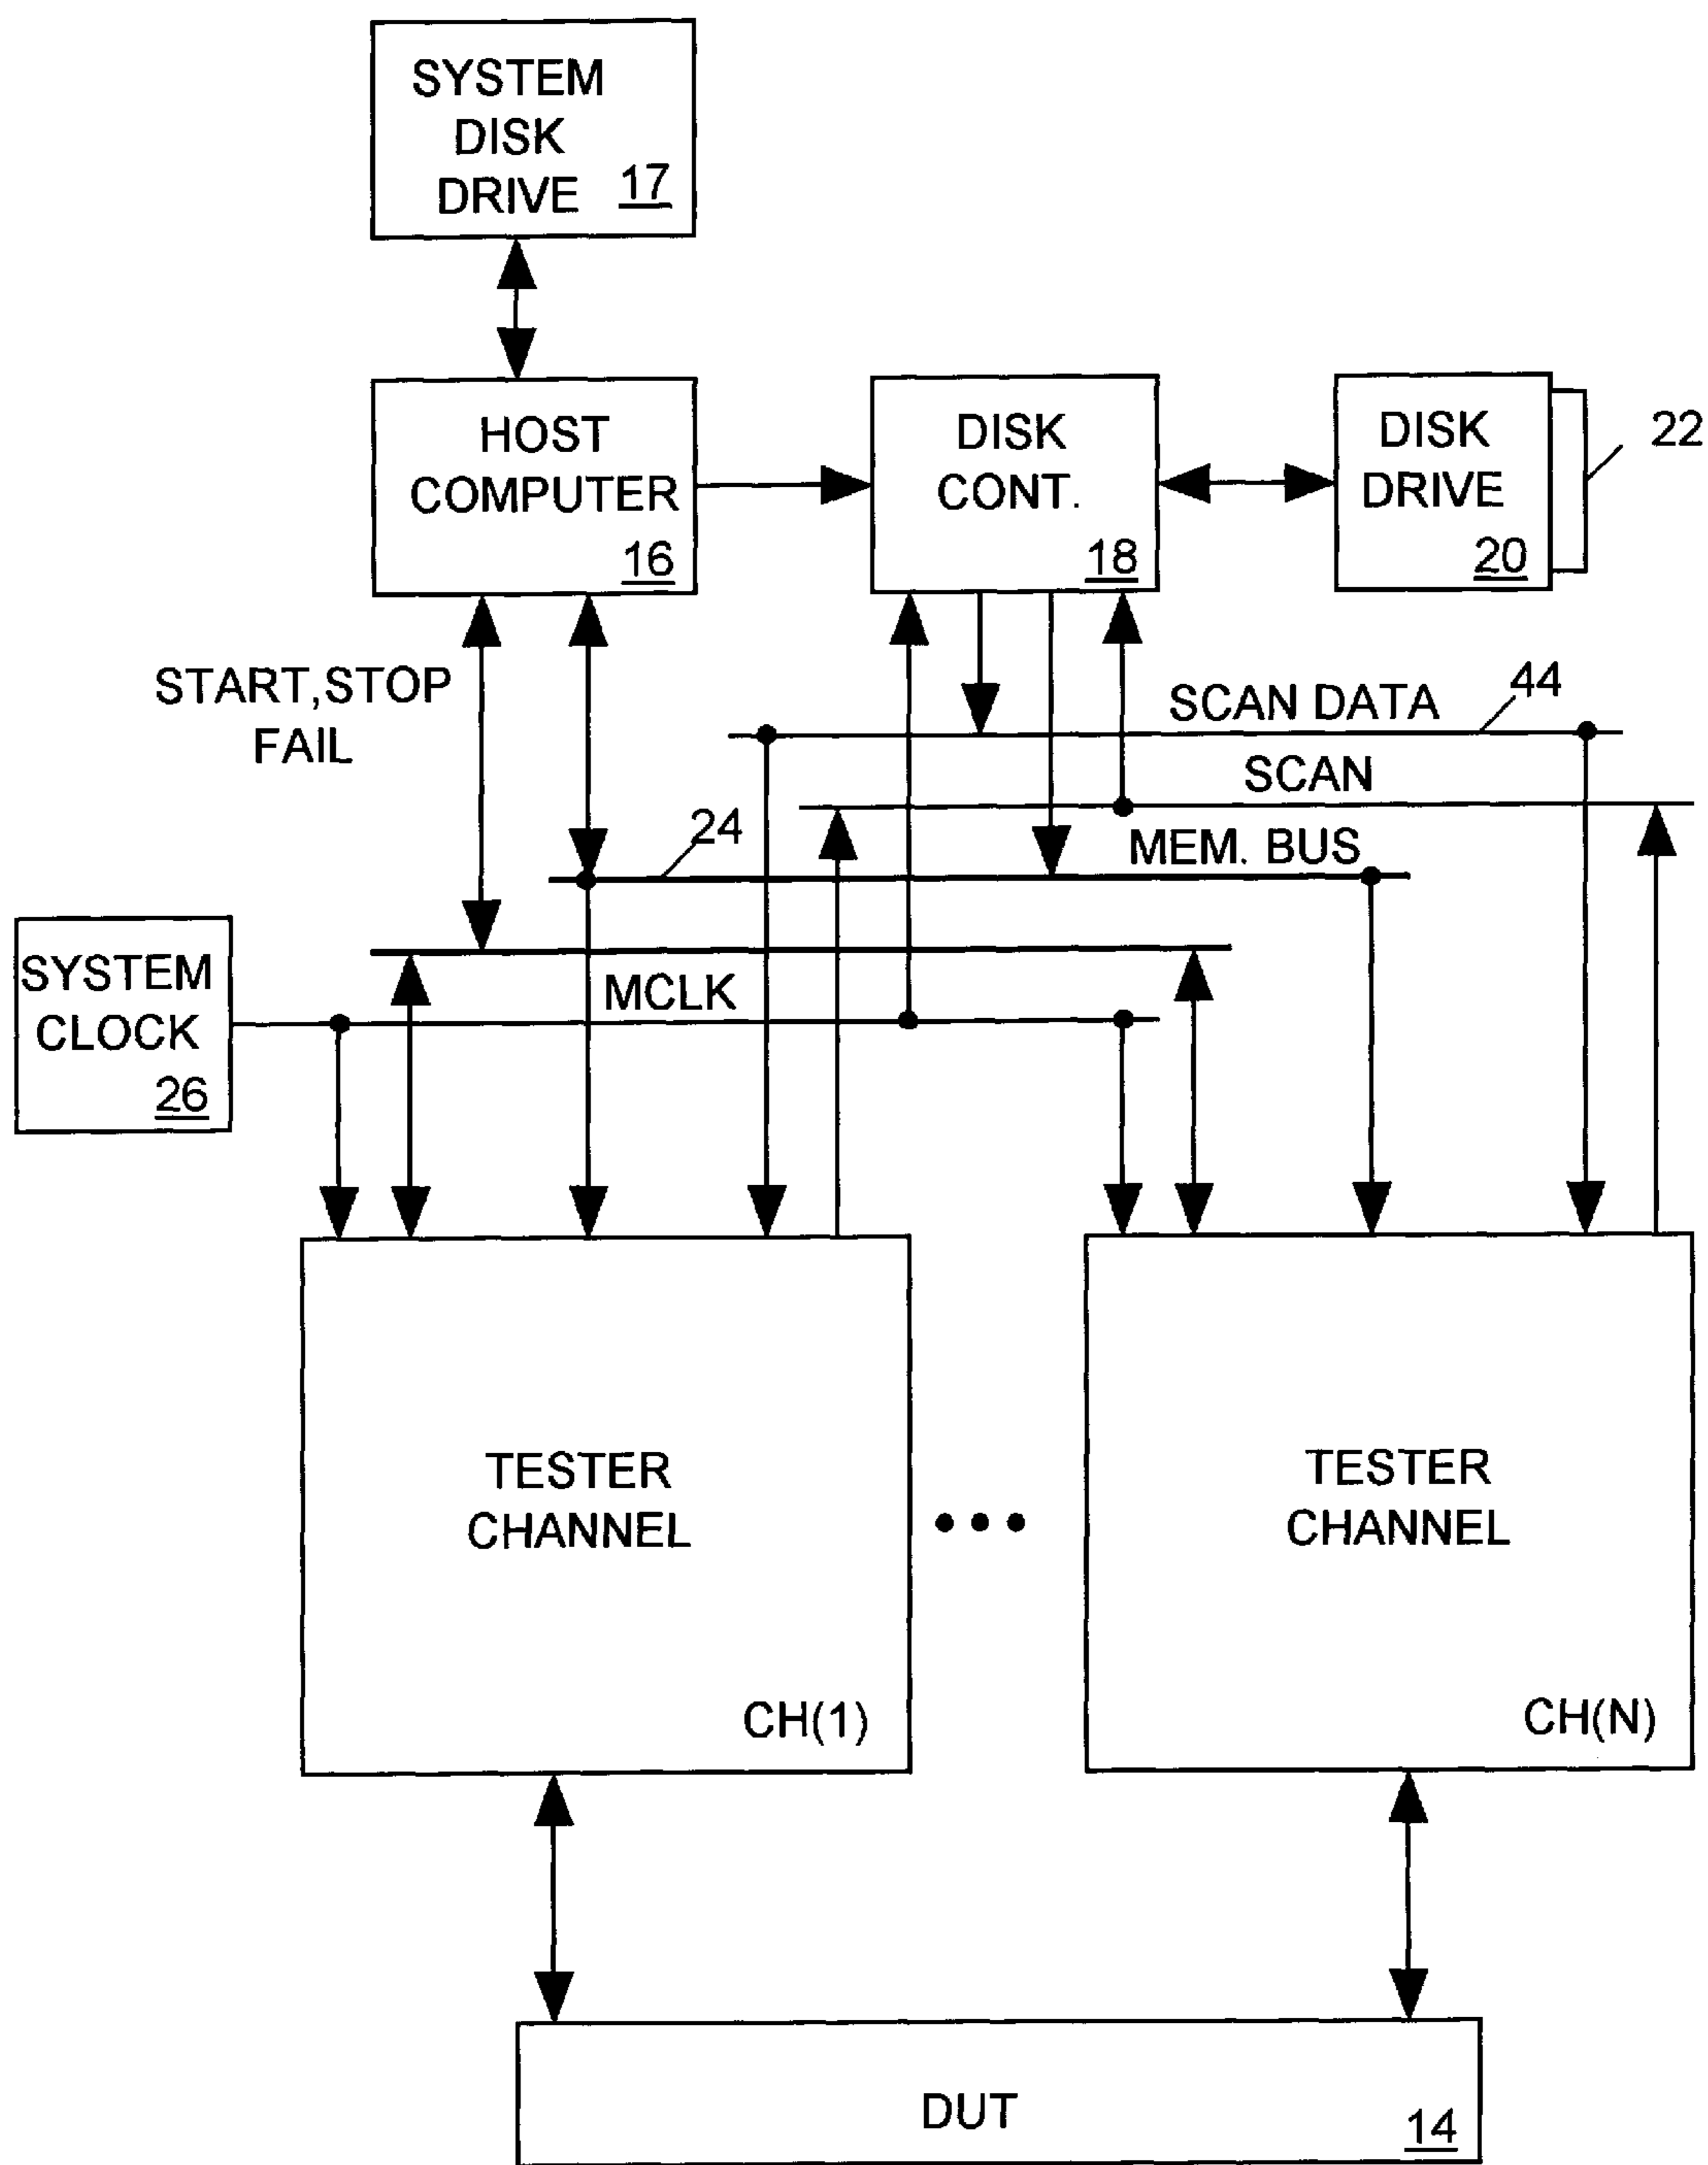 SYSTEM
DISK
DRIVE
17
HOST
COMPUTER
16
DISK
CONT.
18
DISK
DRIVE
20
22
START,STOP
FAIL
SCAN DATA
44
SCAN
24
MEM. BUS
SYSTEM
CLOCK
26
MCLK
TESTER
CHANNEL
CH(1)
TESTER
CHANNEL
CH(N)
DUT
14